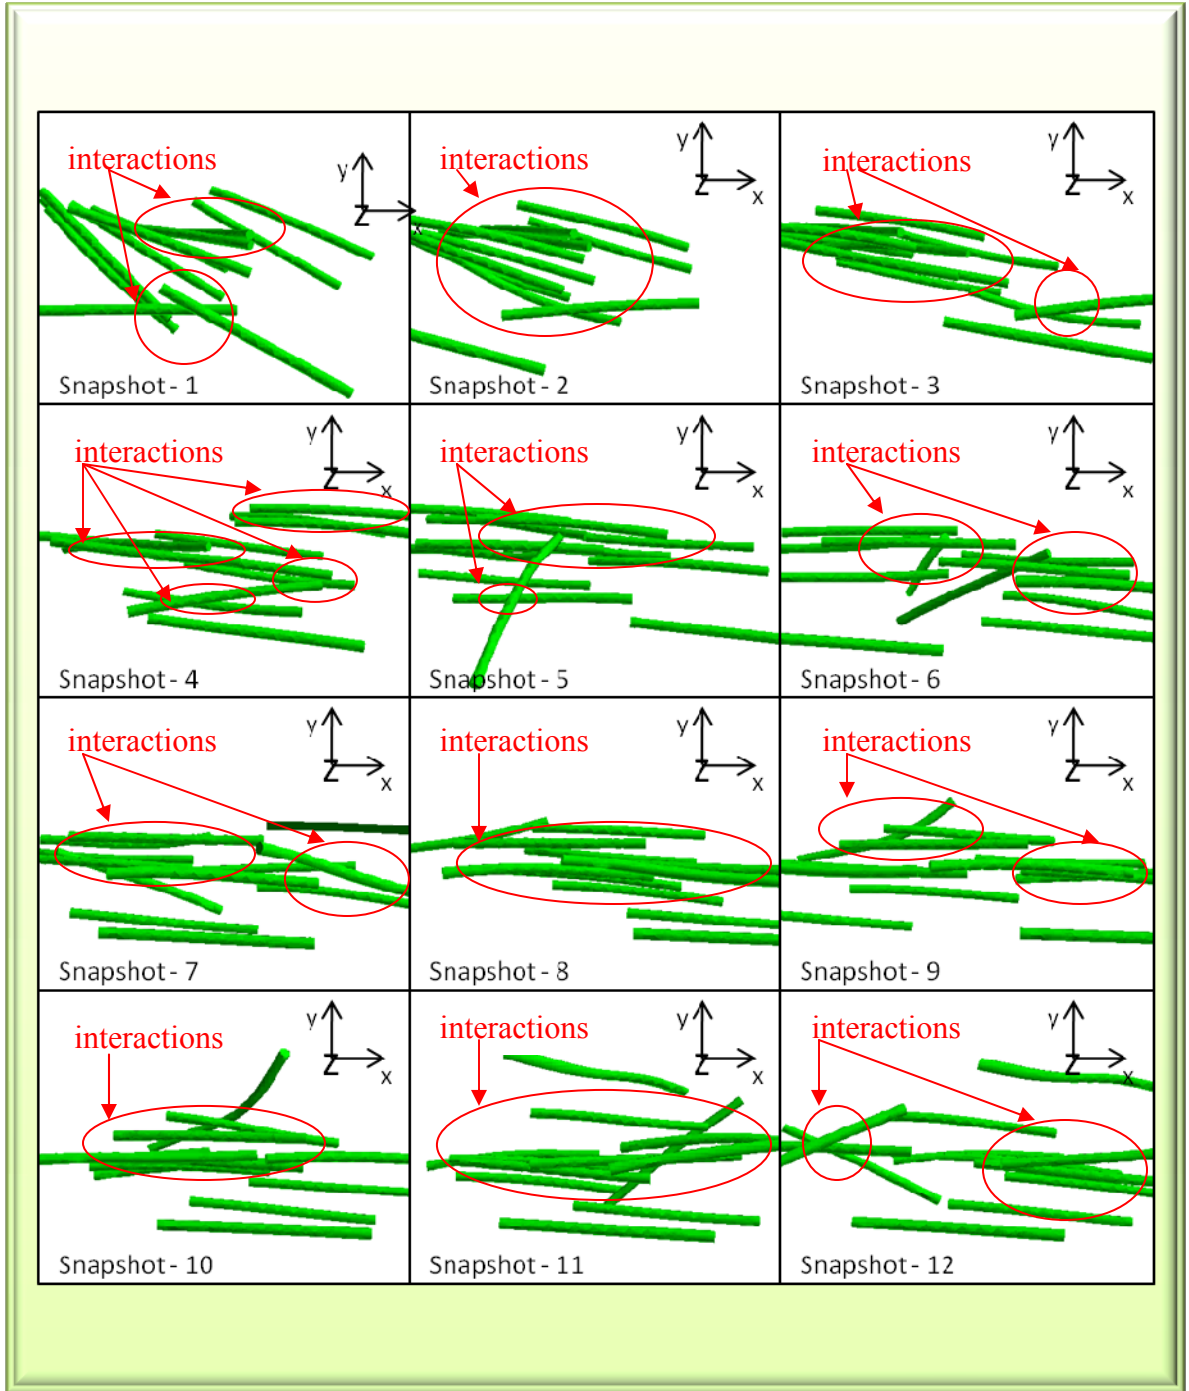 interactions
y
z
x
Snapshot - 1
interactions
y
z
x
Snapshot - 2
interactions
y
z
x
Snapshot - 3
interactions
y
z
x
Snapshot - 4
interactions
y
z
x
Snapshot - 5
interactions
y
z
x
Snapshot - 6
interactions
y
z
x
Snapshot - 7
interactions
y
z
x
Snapshot - 8
interactions
y
z
x
Snapshot - 9
interactions
y
z
x
Snapshot - 10
interactions
y
z
x
Snapshot - 11
interactions
y
z
x
Snapshot - 12